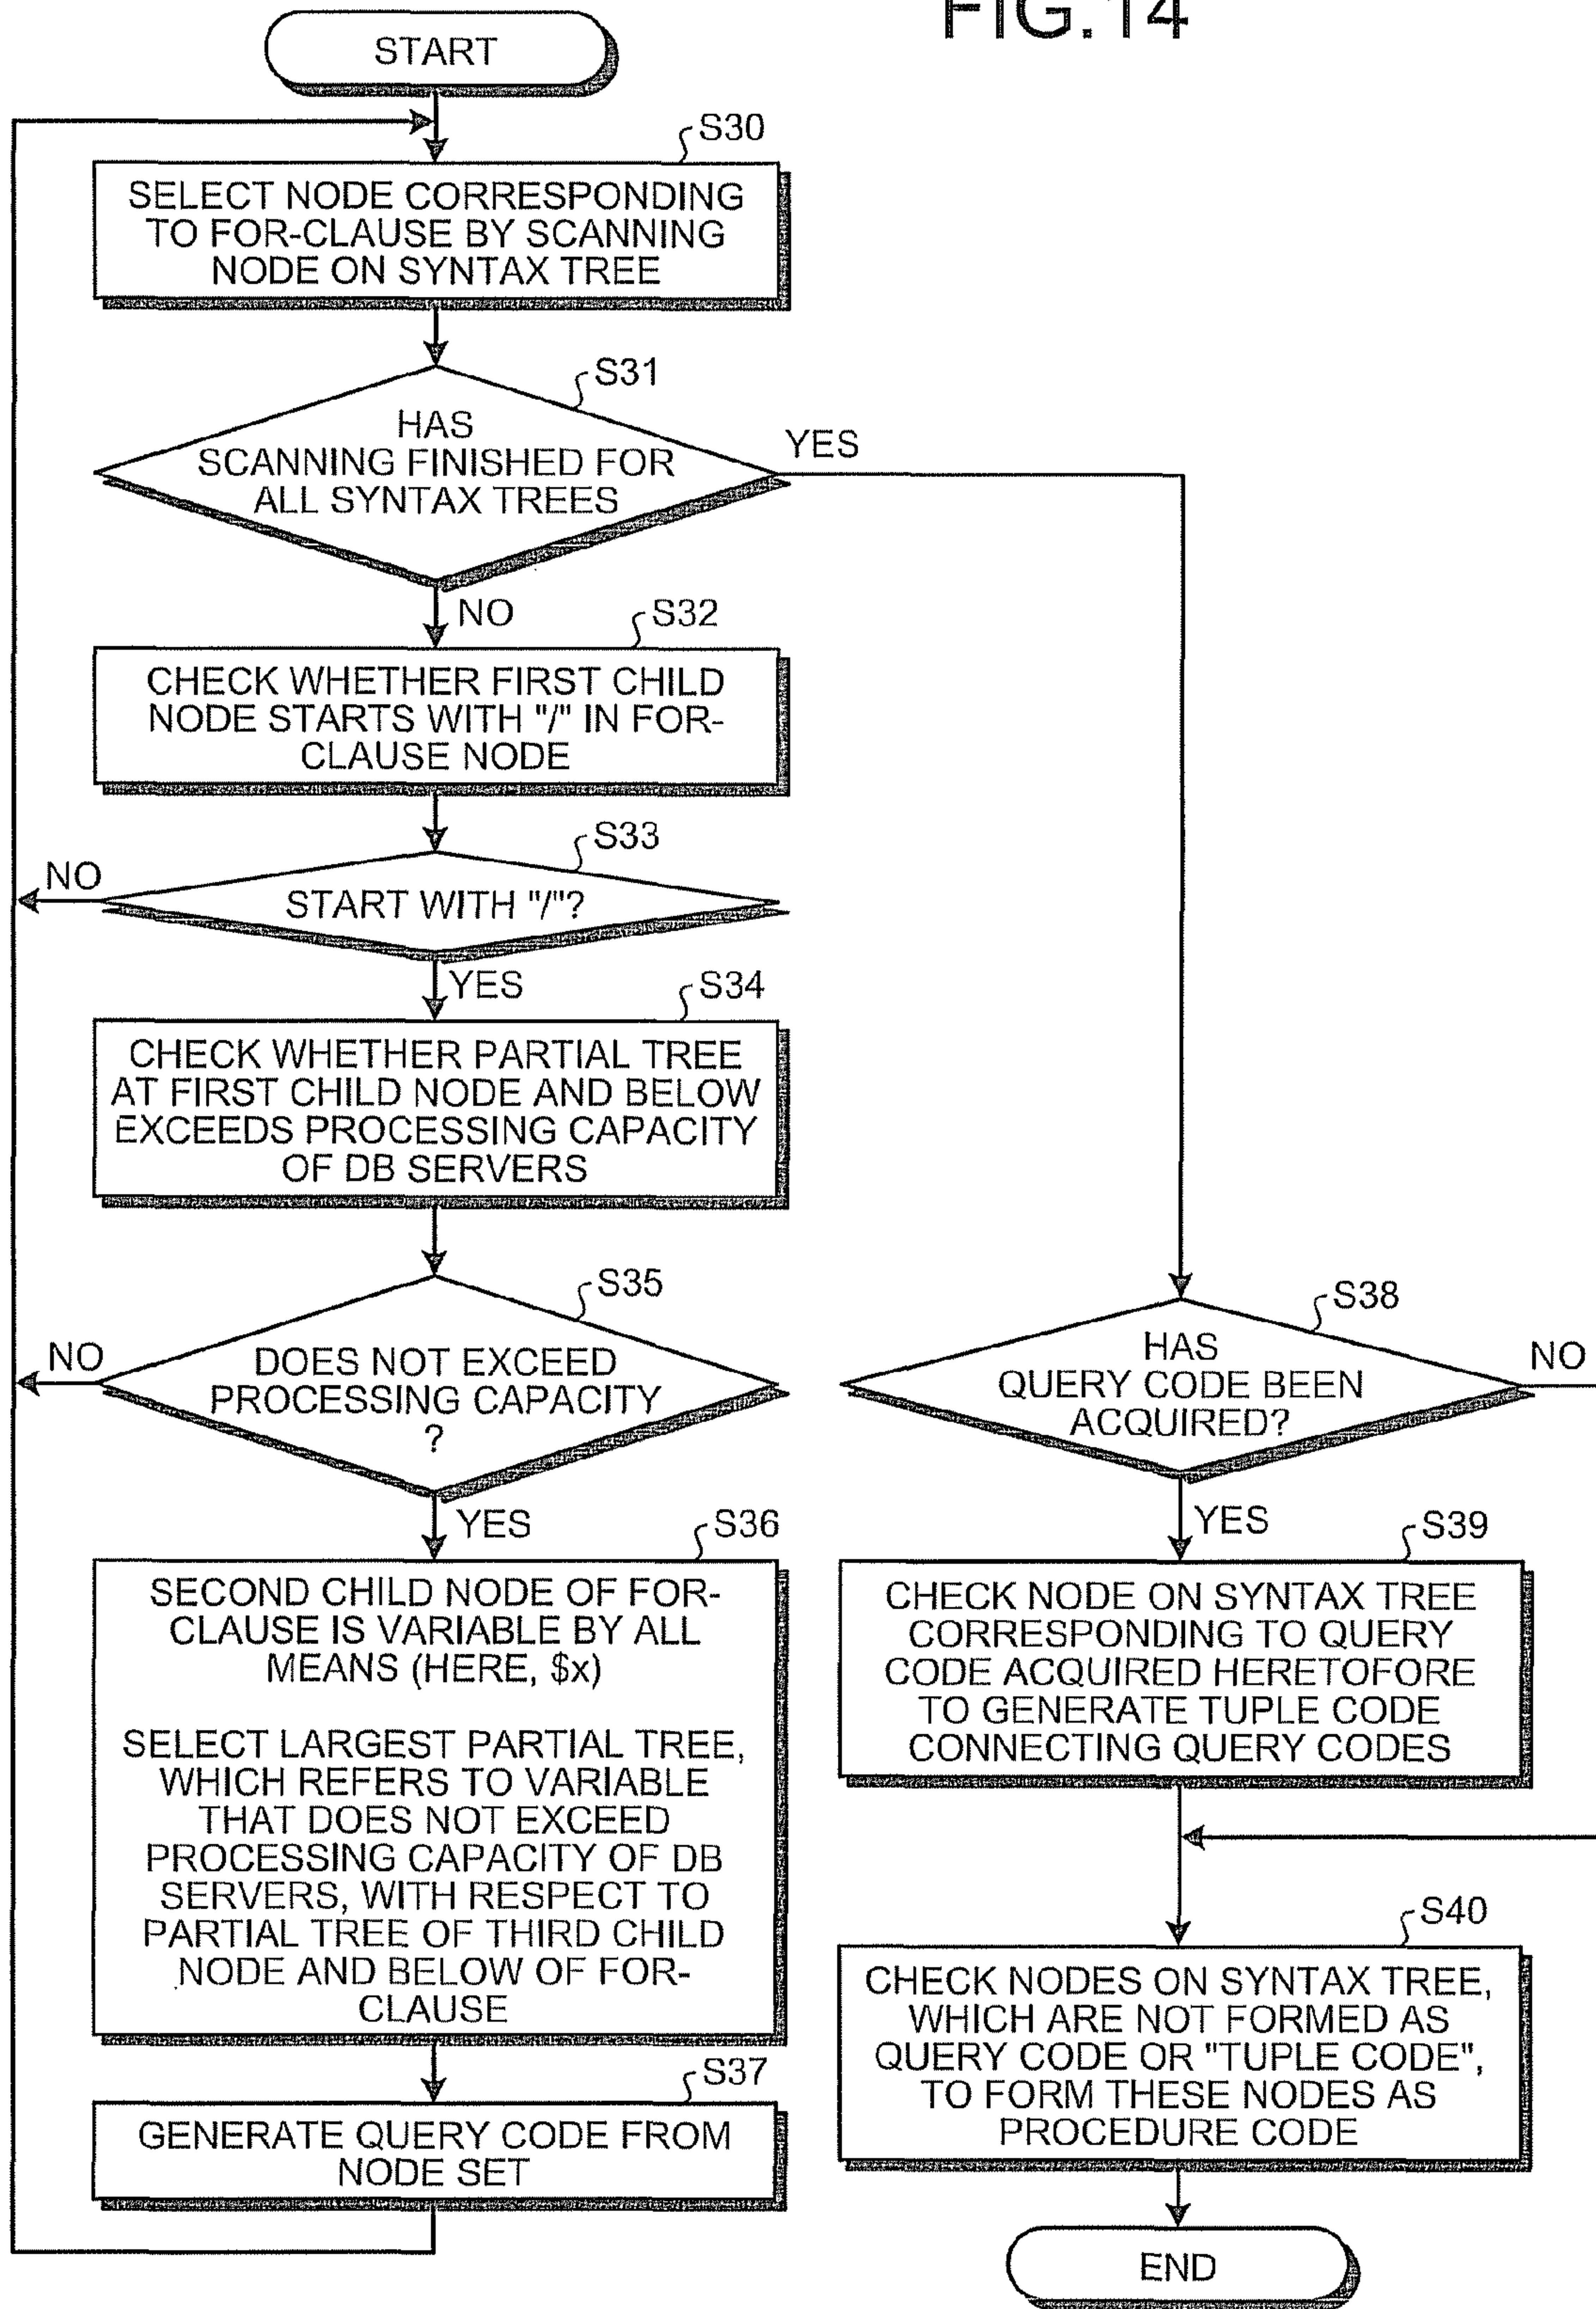 FIG.14
START
S30
SELECT NODE CORRESPONDING
TO FOR-CLAUSE BY SCANNING
NODE ON SYNTAX TREE
S31
HAS
SCANNING FINISHED FOR
ALL SYNTAX TREES
YES
NO
S32
CHECK WHETHER FIRST CHILD
NODE STARTS WITH "/" IN FOR-
CLAUSE NODE
S33
NO
START WITH "/"?
YES
S34
CHECK WHETHER PARTIAL TREE
AT FIRST CHILD NODE AND BELOW
EXCEEDS PROCESSING CAPACITY
OF DB SERVERS
S35
NO
DOES NOT EXCEED
PROCESSING CAPACITY
?
YES
S36
SECOND CHILD NODE OF FOR-
CLAUSE IS VARIABLE BY ALL
MEANS (HERE, $x)
SELECT LARGEST PARTIAL TREE,
WHICH REFERS TO VARIABLE
THAT DOES NOT EXCEED
PROCESSING CAPACITY OF DB
SERVERS, WITH RESPECT TO
PARTIAL TREE OF THIRD CHILD
NODE AND BELOW OF FOR-
CLAUSE
S37
GENERATE QUERY CODE FROM
NODE SET
S38
HAS
QUERY CODE BEEN
ACQUIRED?
NO
YES
S39
CHECK NODE ON SYNTAX TREE
CORRESPONDING TO QUERY
CODE ACQUIRED HERETOFORE
TO GENERATE TUPLE CODE
CONNECTING QUERY CODES
S40
CHECK NODES ON SYNTAX TREE,
WHICH ARE NOT FORMED AS
QUERY CODE OR "TUPLE CODE",
TO FORM THESE NODES AS
PROCEDURE CODE
END